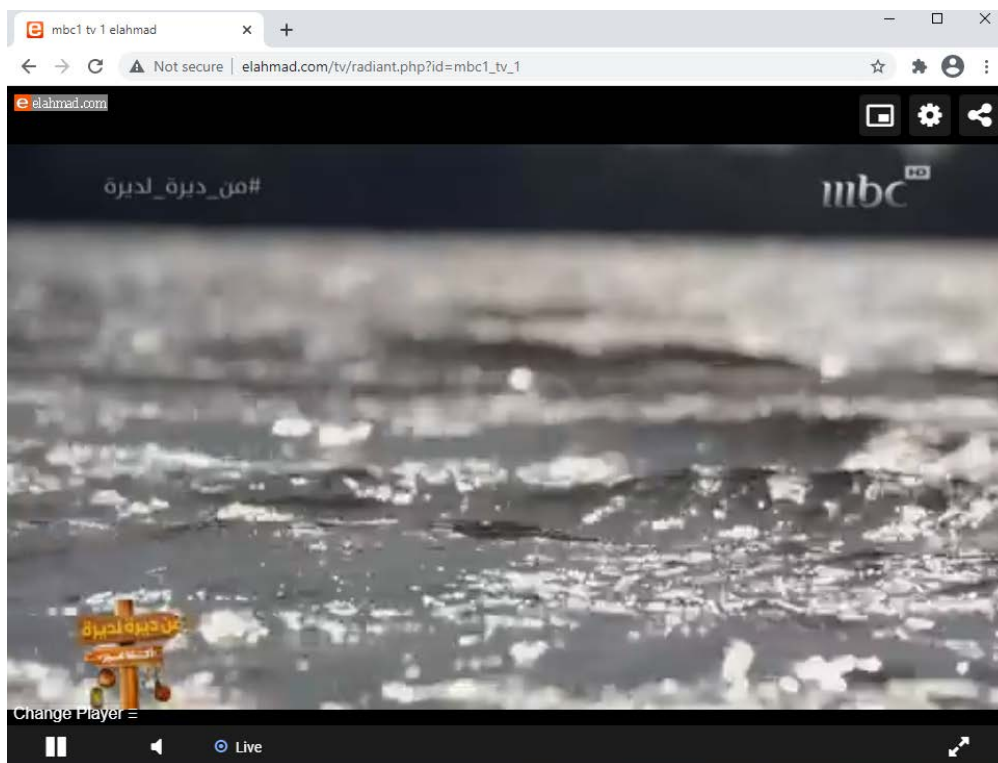 mbc1 tv 1 elahmad
Not secure elahmad.com/tv/radiant.php?id=mbc1_tv_1
elahmad.com
#من_ديرة_لديرة
mbc HD
من ديرة لديرة
Change Player =
Live